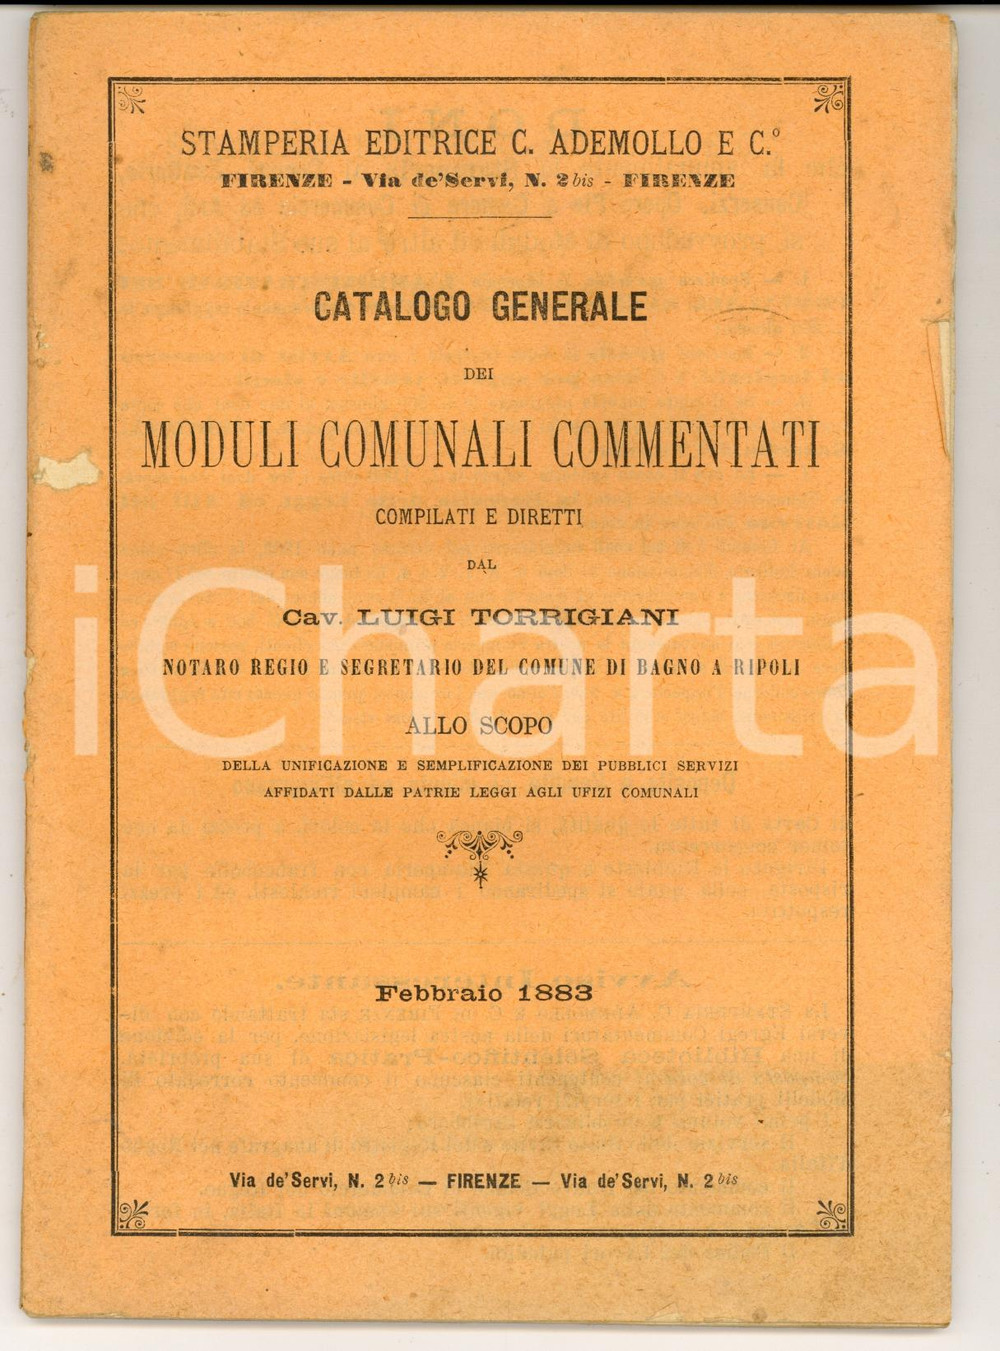 STAMPERIA EDITRICE C. ADEMOLLO E C.º
FIRENZE - Via de'Servi, N. 2 bis - FIRENZE
CATALOGO GENERALE
DEI
MODULI COMUNALI COMMENTATI
COMPILATI E DIRETTI
DAL
Cav. LUIGI TORRIGIANI
NOTARO REGIO E SEGRETARIO DEL COMUNE DI BAGNO A RIPOLI
ALLO SCOPO
DELLA UNIFICAZIONE E SEMPLIFICAZIONE DEI PUBBLICI SERVIZI
AFFIDATI DALLE PATRIE LEGGI AGLI UFIZI COMUNALI
Febbraio 1883
Via de' Servi, N. 2 bis — FIRENZE — Via de' Servi, N. 2 bis
iCharta